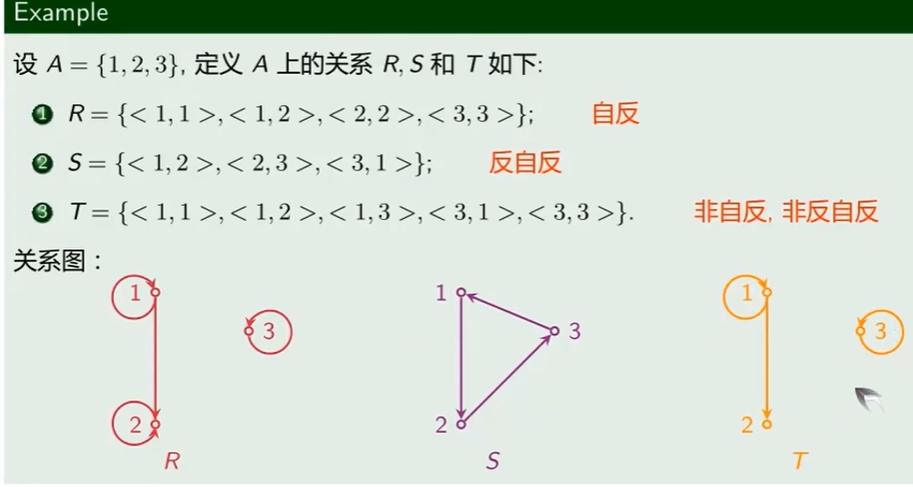 Example
设 A = {1, 2, 3}, 定义 A 上的关系 R, S 和 T 如下:
1 R = {< 1, 1 >, < 1, 2 >, < 2, 2 >, < 3, 3 >}; 自反
2 S = {< 1, 2 >, < 2, 3 >, < 3, 1 >}; 反自反
3 T = {< 1, 1 >, < 1, 2 >, < 1, 3 >, < 3, 1 >, < 3, 3 >}. 非自反, 非反自反
关系图：
1 1 1
3 3 3
2 2 2
R S T